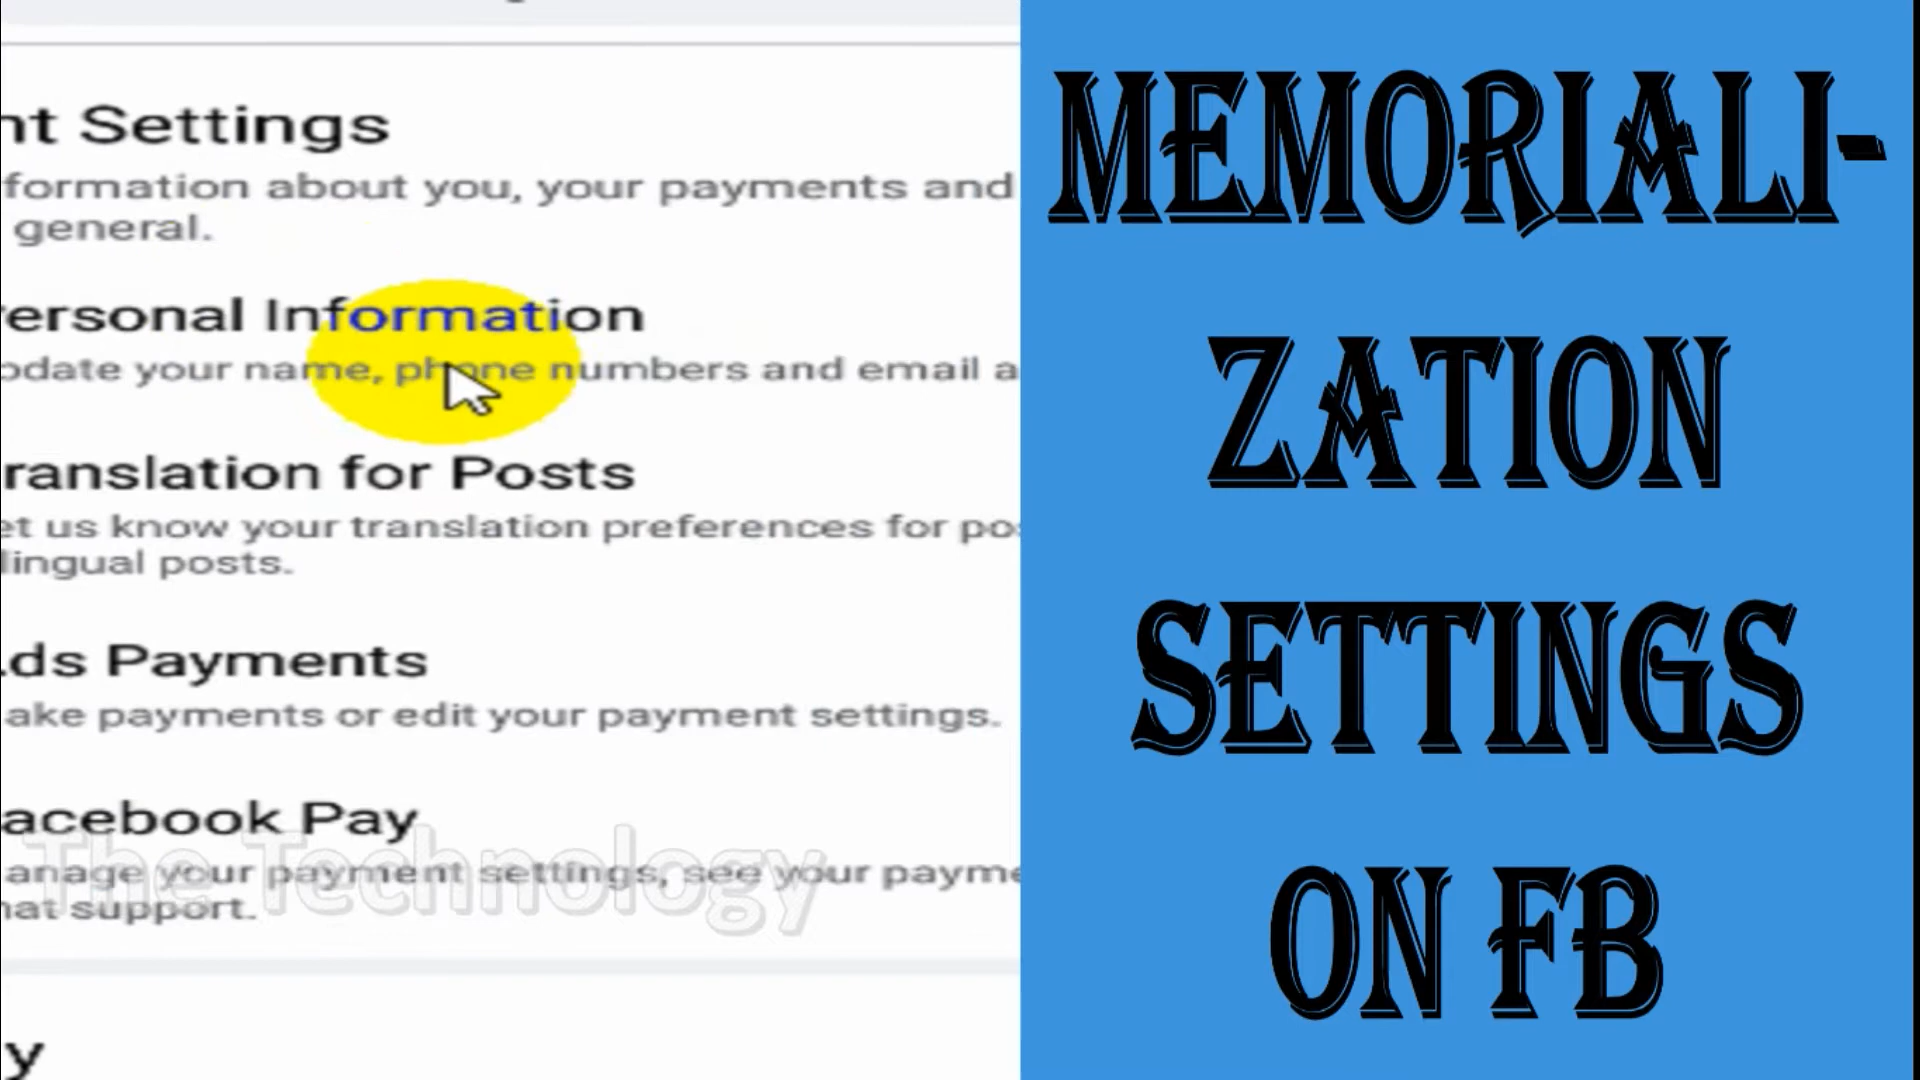 nt Settings
formation about you, your payments and
general.
ersonal Information
pdate your name, phone numbers and email a
ranslation for Posts
et us know your translation preferences for po
lingual posts.
ds Payments
ake payments or edit your payment settings.
acebook Pay
anage your payment settings, see your payme
hat support.
The Technology
y
MEMORIALI-
ZATION
SETTINGS
ON FB